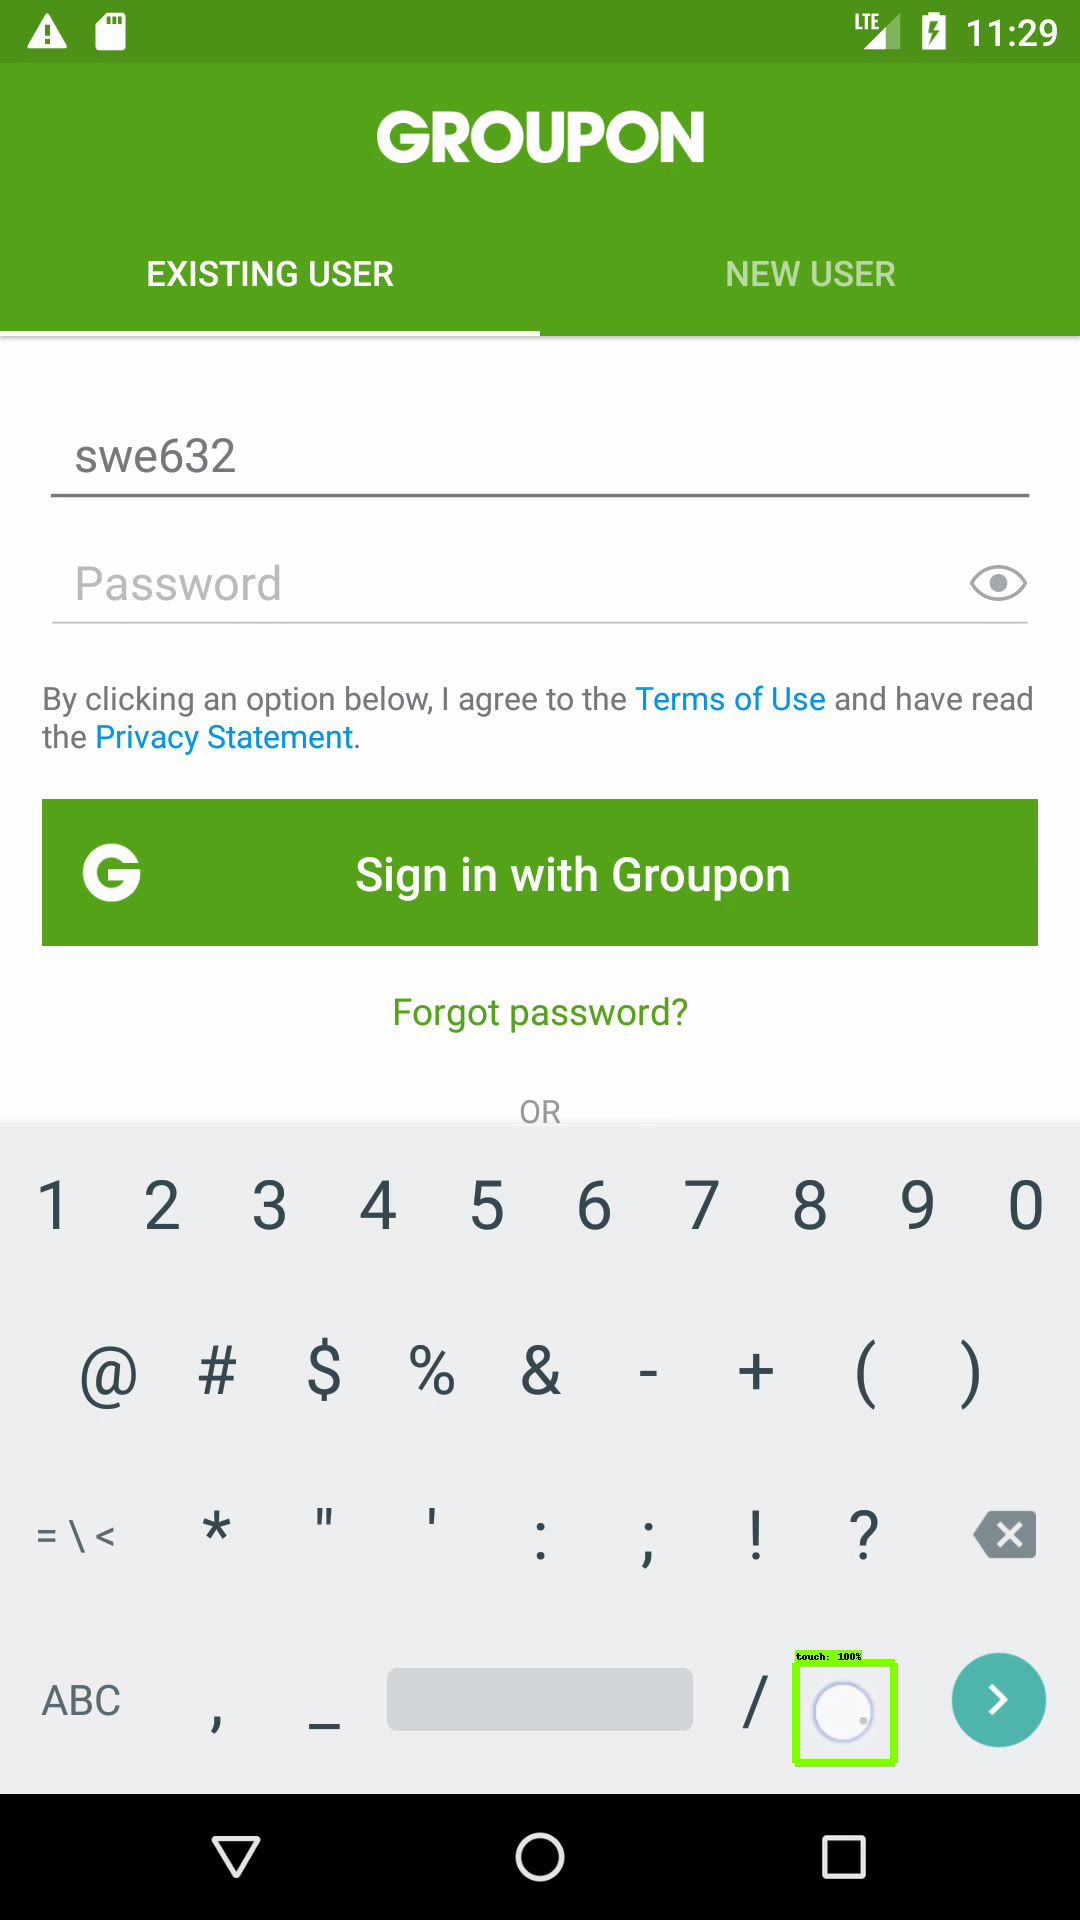 LTE 11:29
GROUPON
EXISTING USER NEW USER
swe632
Password
By clicking an option below, I agree to the Terms of Use and have read
the Privacy Statement.
G Sign in with Groupon
Forgot password?
OR
1 2 3 4 5 6 7 8 9 0
@ # $ % & - + ( )
= \ < * " ' : ; ! ?
touch: 100%
ABC , _ / .